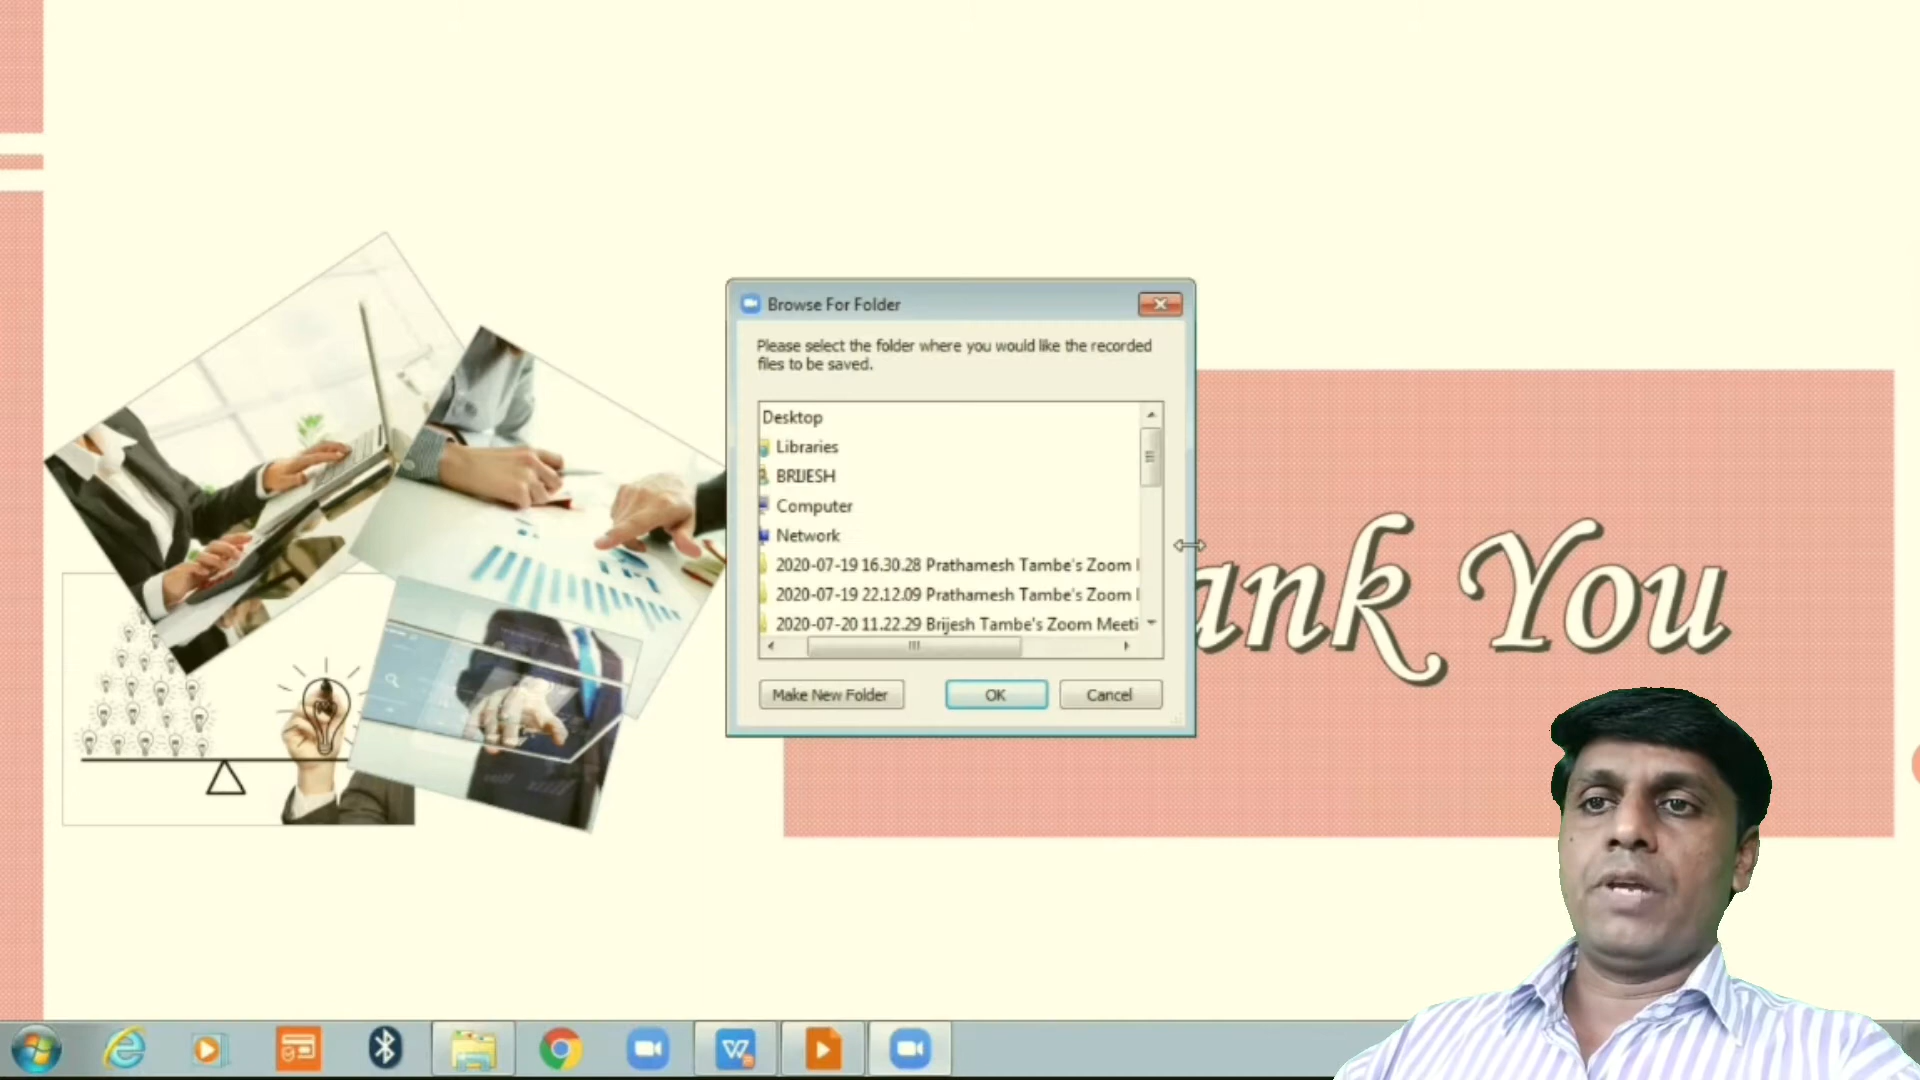 Browse For Folder
Please select the folder where you would like the recorded
files to be saved.
Desktop
Libraries
BRIJESH
Computer
Network
2020-07-19 16.30.28 Prathamesh Tambe's Zoom
2020-07-19 22.12.09 Prathamesh Tambe's Zoom
2020-07-20 11.22.29 Brijesh Tambe's Zoom Meeti
Make New Folder
OK
Cancel
ank You